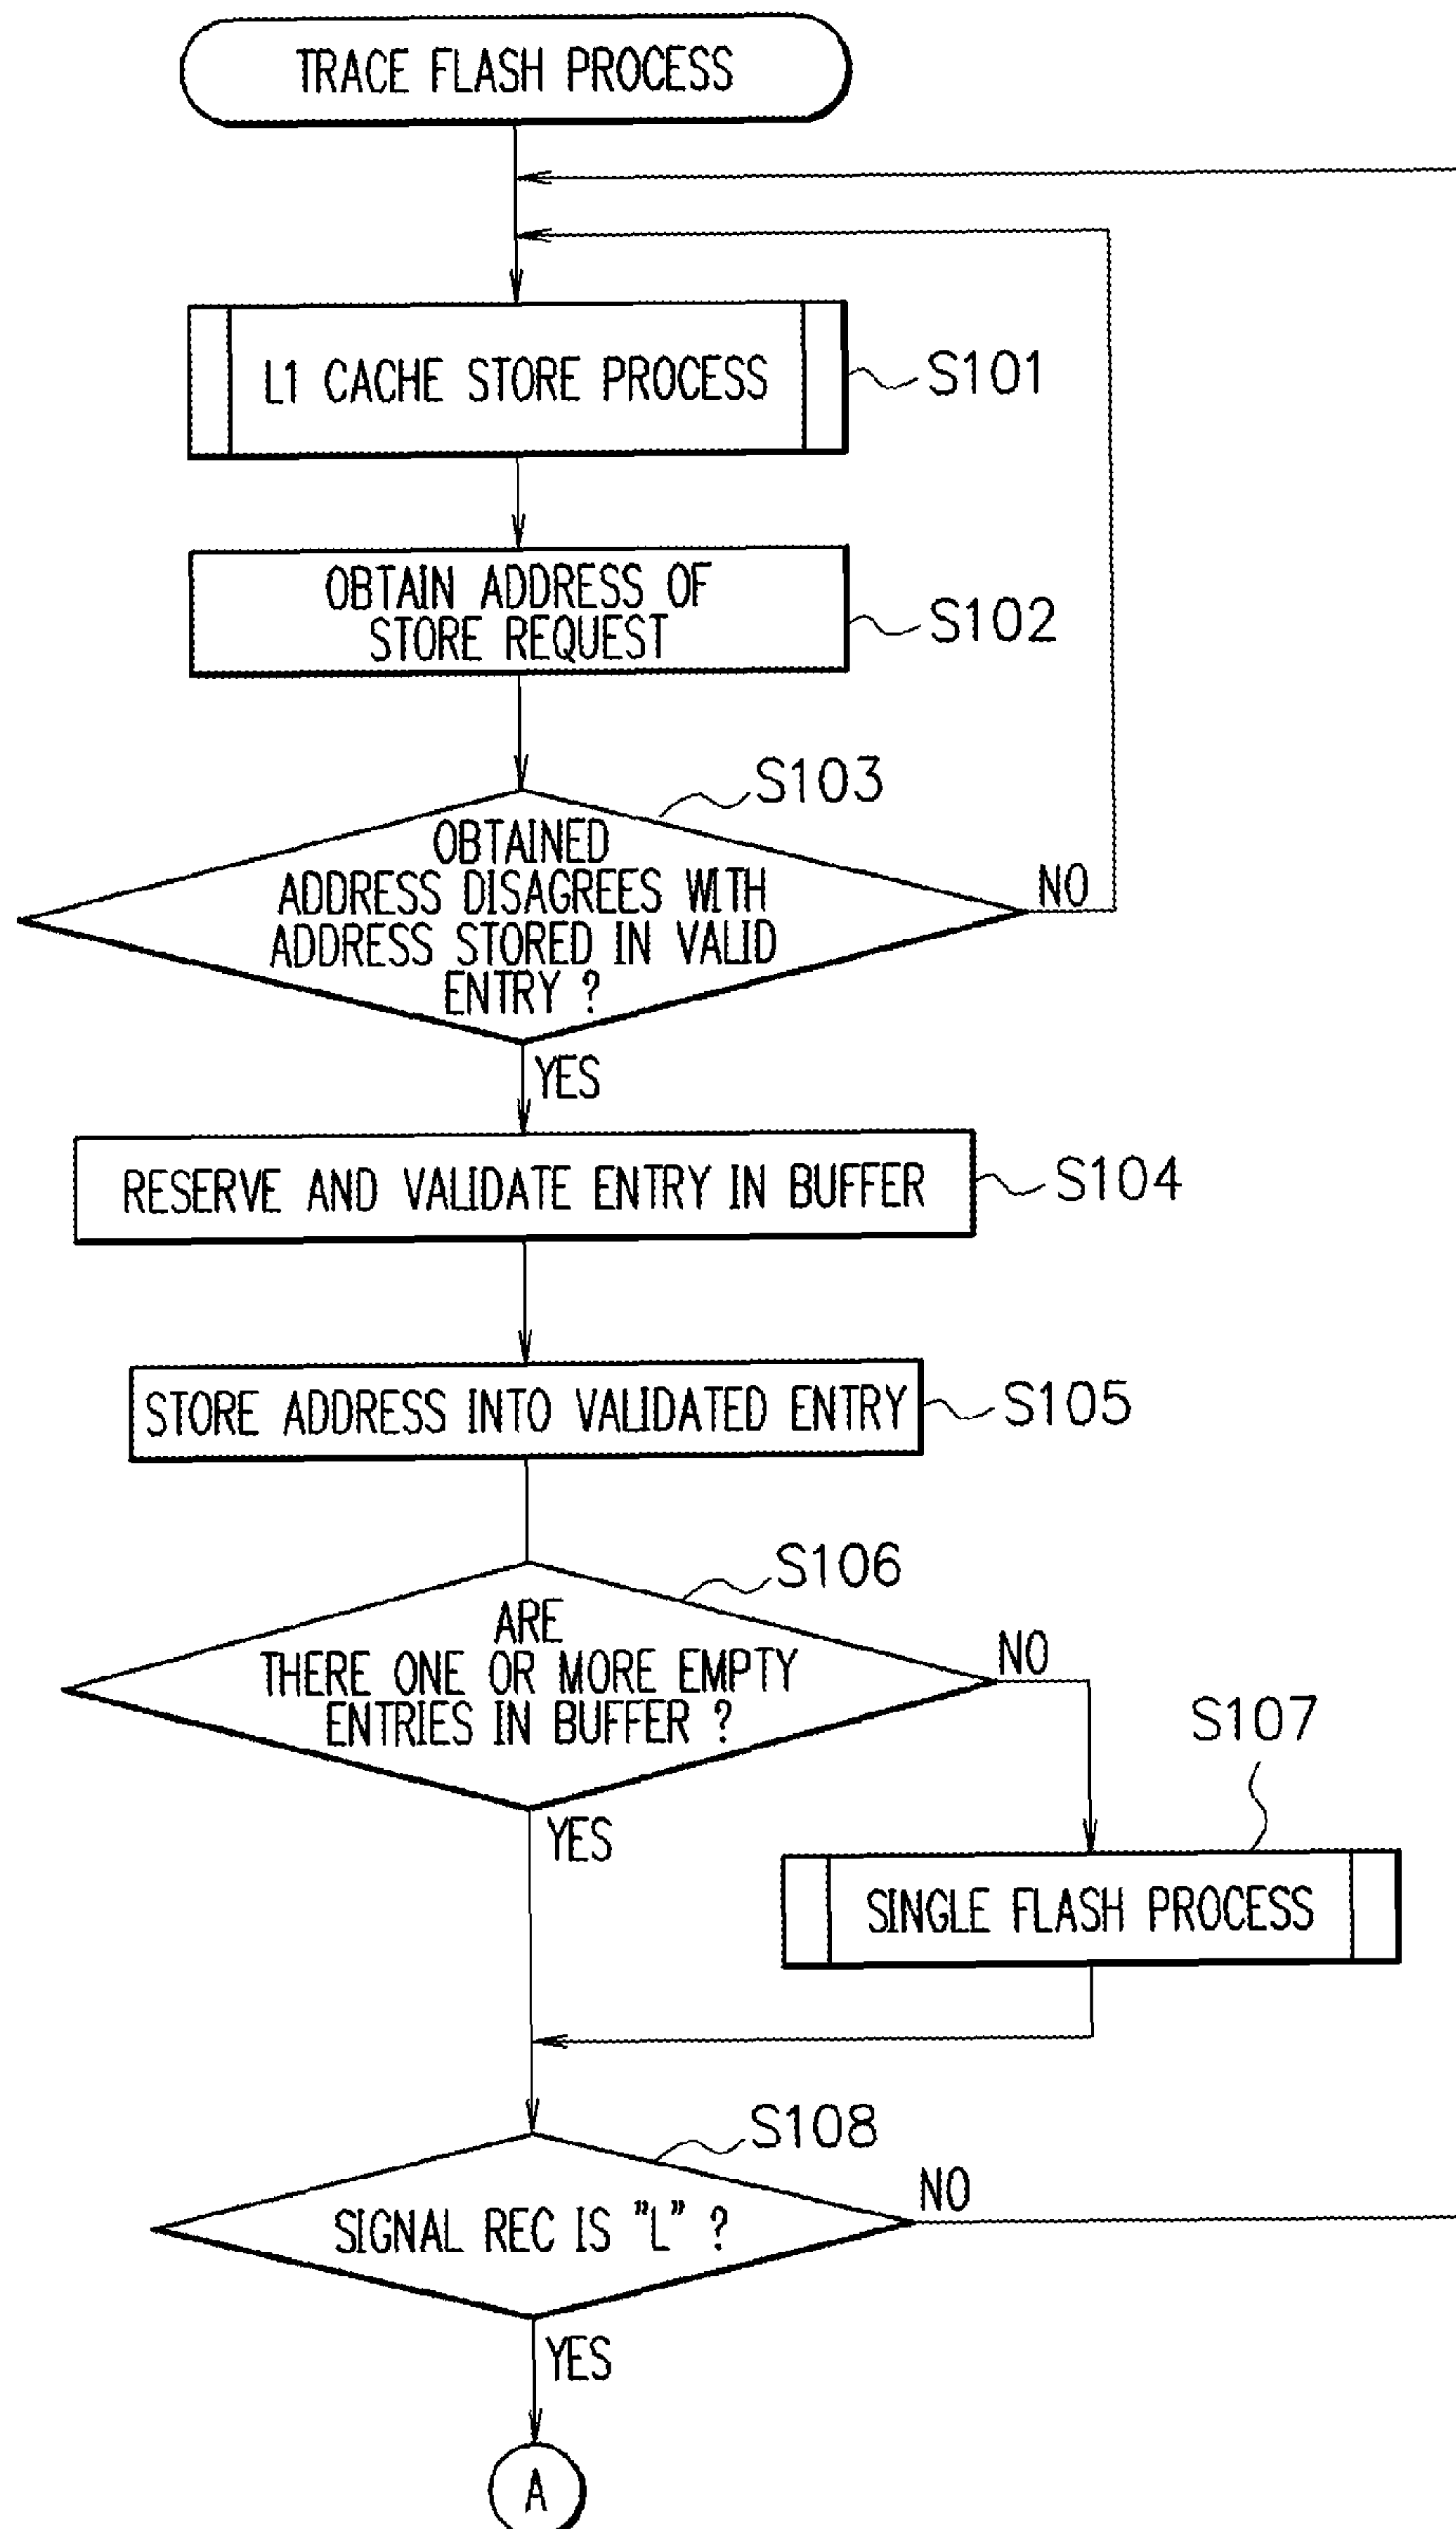 TRACE FLASH PROCESS
L1 CACHE STORE PROCESS
S101
OBTAIN ADDRESS OF
STORE REQUEST
S102
S103
OBTAINED
ADDRESS DISAGREES WITH
ADDRESS STORED IN VALID
ENTRY ?
NO
YES
RESERVE AND VALIDATE ENTRY IN BUFFER
S104
STORE ADDRESS INTO VALIDATED ENTRY
S105
S106
ARE
THERE ONE OR MORE EMPTY
ENTRIES IN BUFFER ?
NO
S107
YES
SINGLE FLASH PROCESS
S108
SIGNAL REC IS "L" ?
NO
YES
A